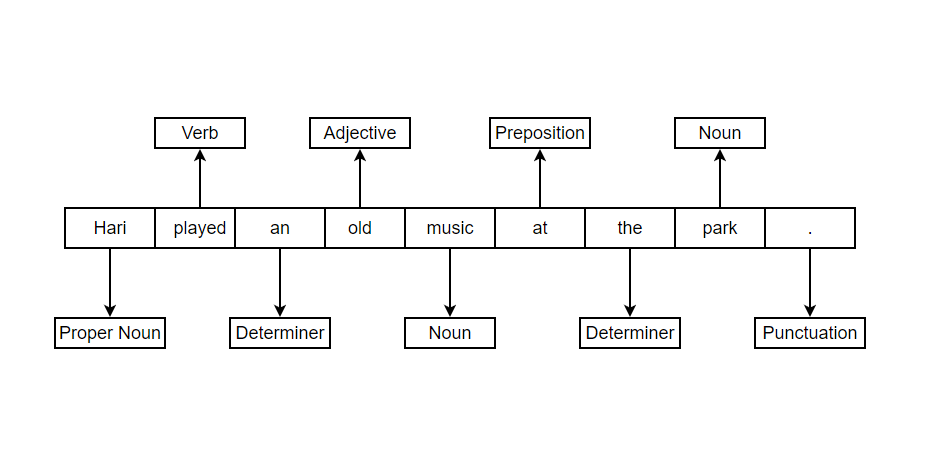 Verb Adjective Preposition Noun
Hari played an old music at the park .
Proper Noun Determiner Noun Determiner Punctuation